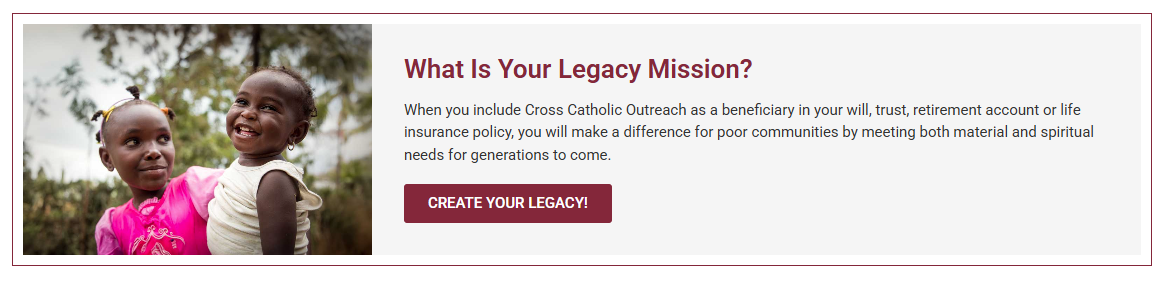 What Is Your Legacy Mission?
When you include Cross Catholic Outreach as a beneficiary in your will, trust, retirement account or life
insurance policy, you will make a difference for poor communities by meeting both material and spiritual
needs for generations to come.
CREATE YOUR LEGACY!